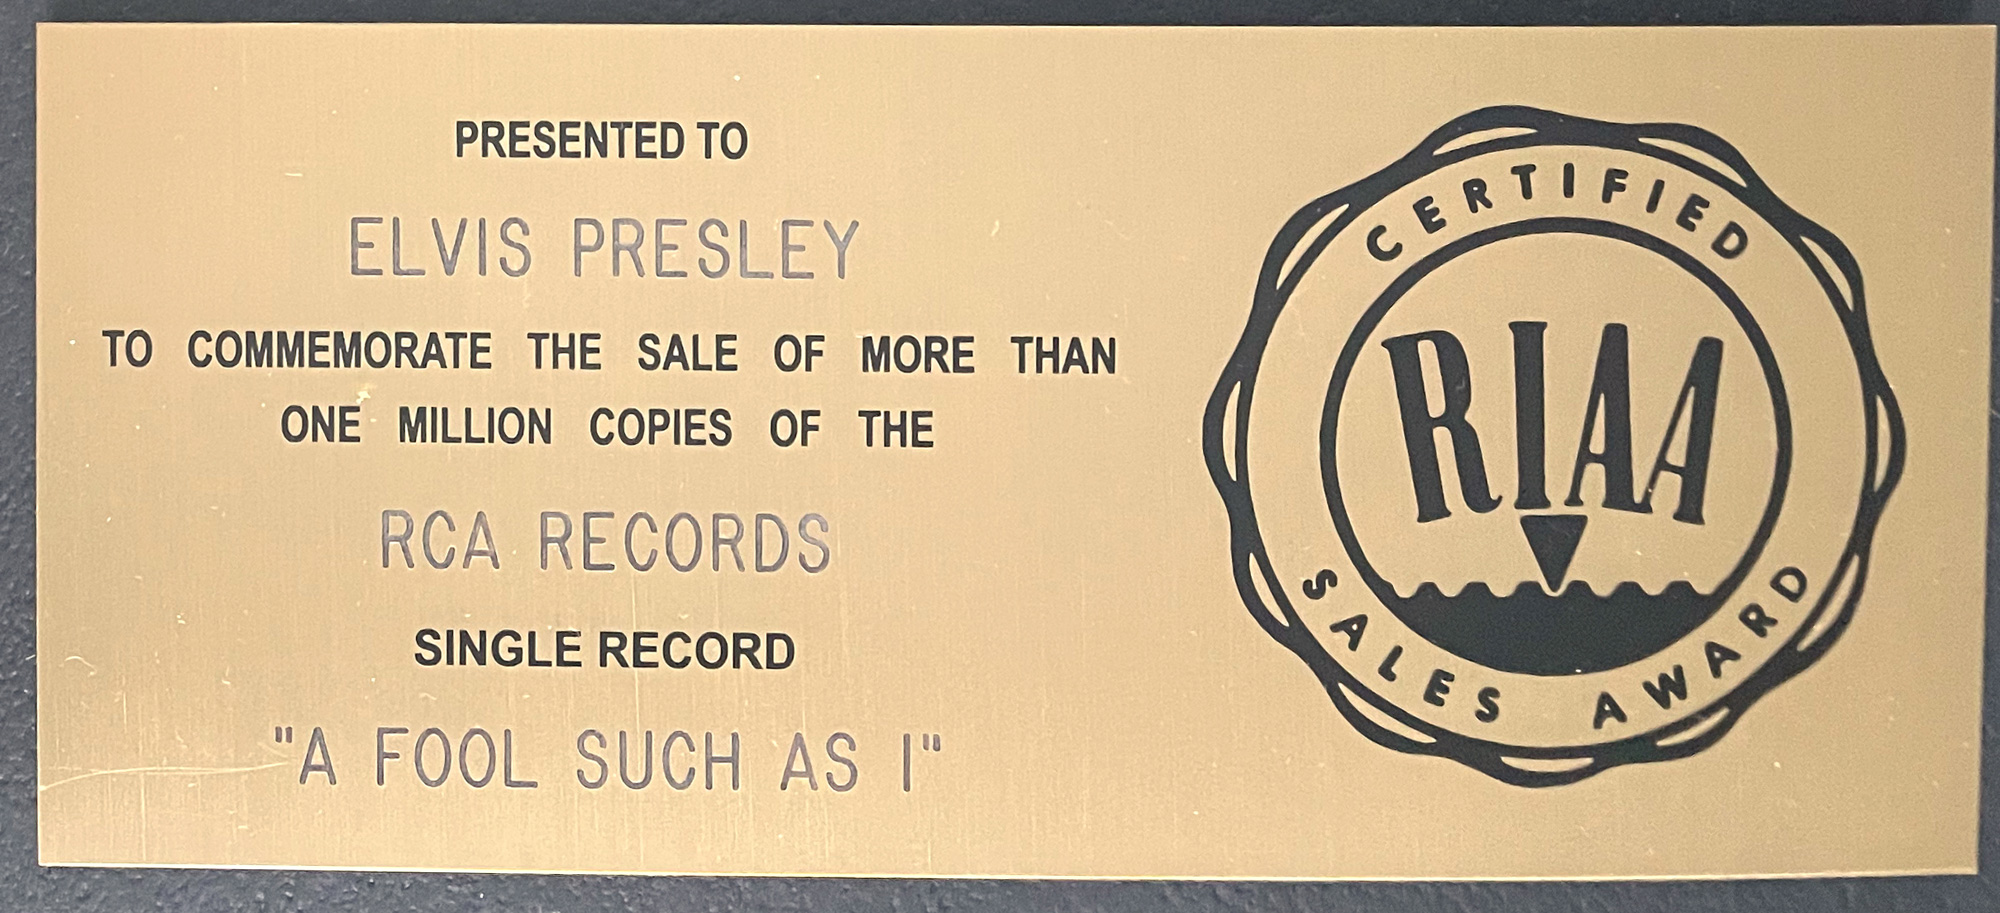 PRESENTED TO
ELVIS PRESLEY
TO COMMEMORATE THE SALE OF MORE THAN
ONE MILLION COPIES OF THE
RCA RECORDS
SINGLE RECORD
"A FOOL SUCH AS I"
CERTIFIED
RIAA
SALES AWARD